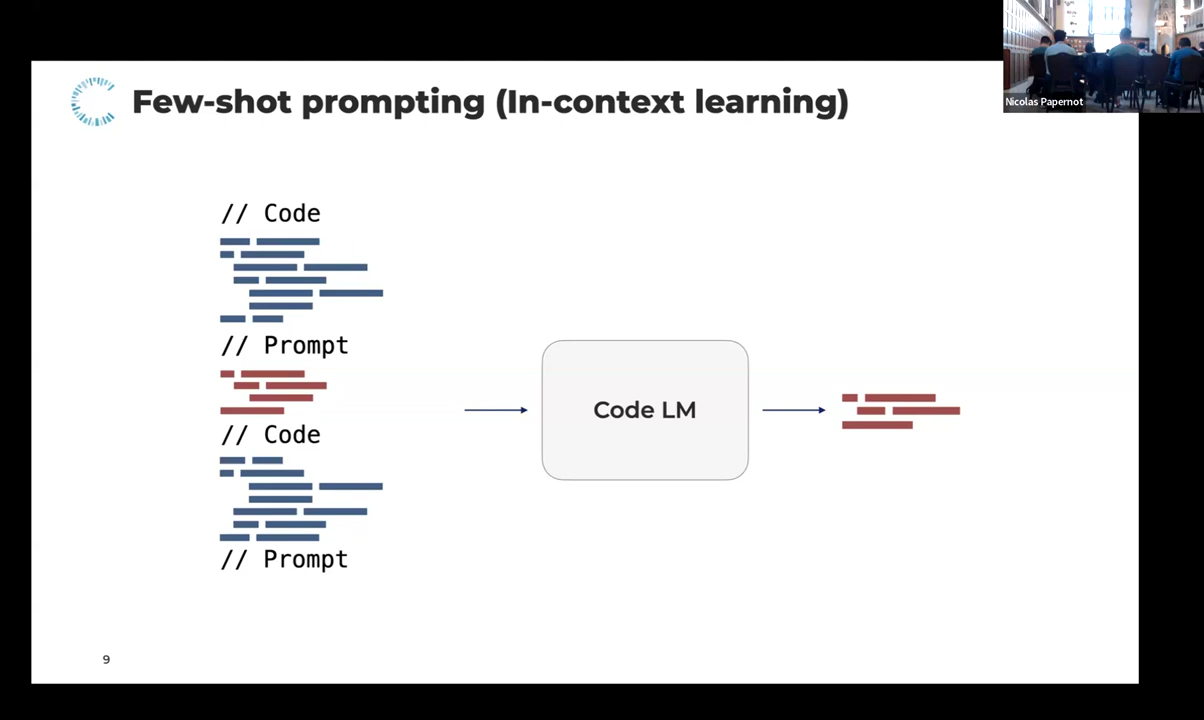 Few-shot prompting (In-context learning)
Nicolas Papernot
// Code
// Prompt
// Code
// Prompt
Code LM
9